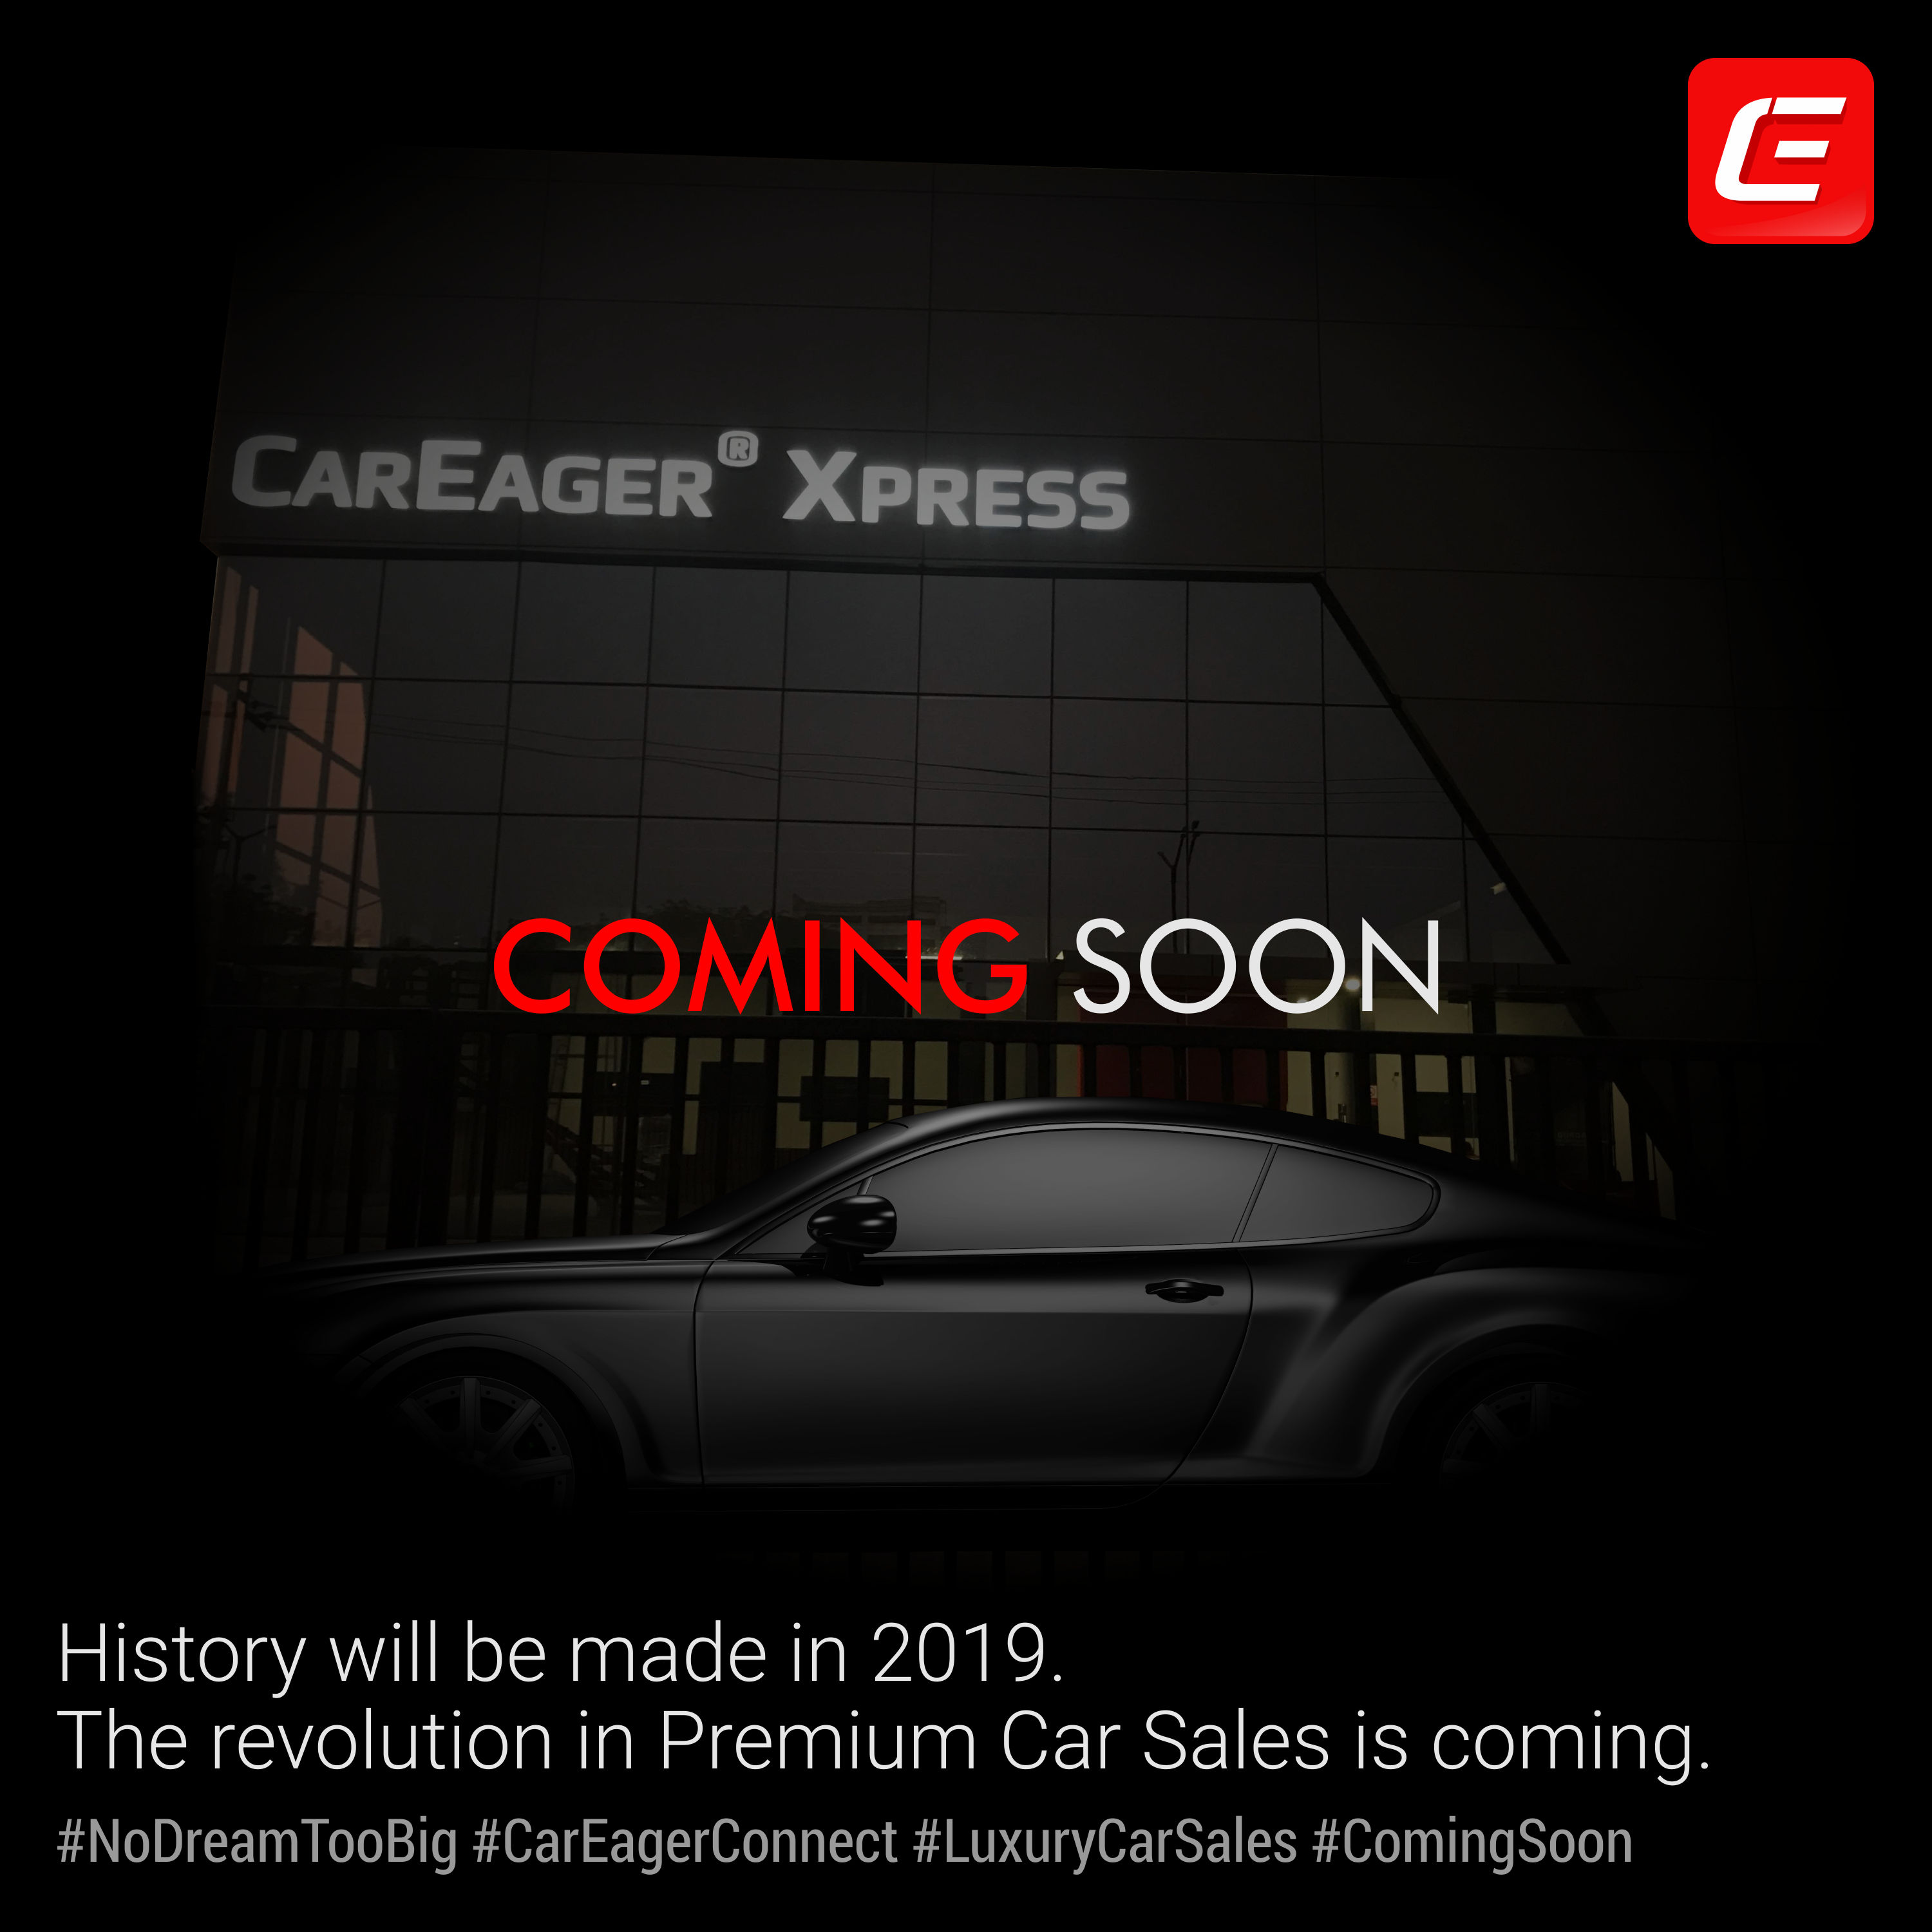 CE
CAREAGER® XPRESS
COMING SOON
History will be made in 2019.
The revolution in Premium Car Sales is coming.
#NoDreamTooBig #CarEagerConnect #LuxuryCarSales #ComingSoon